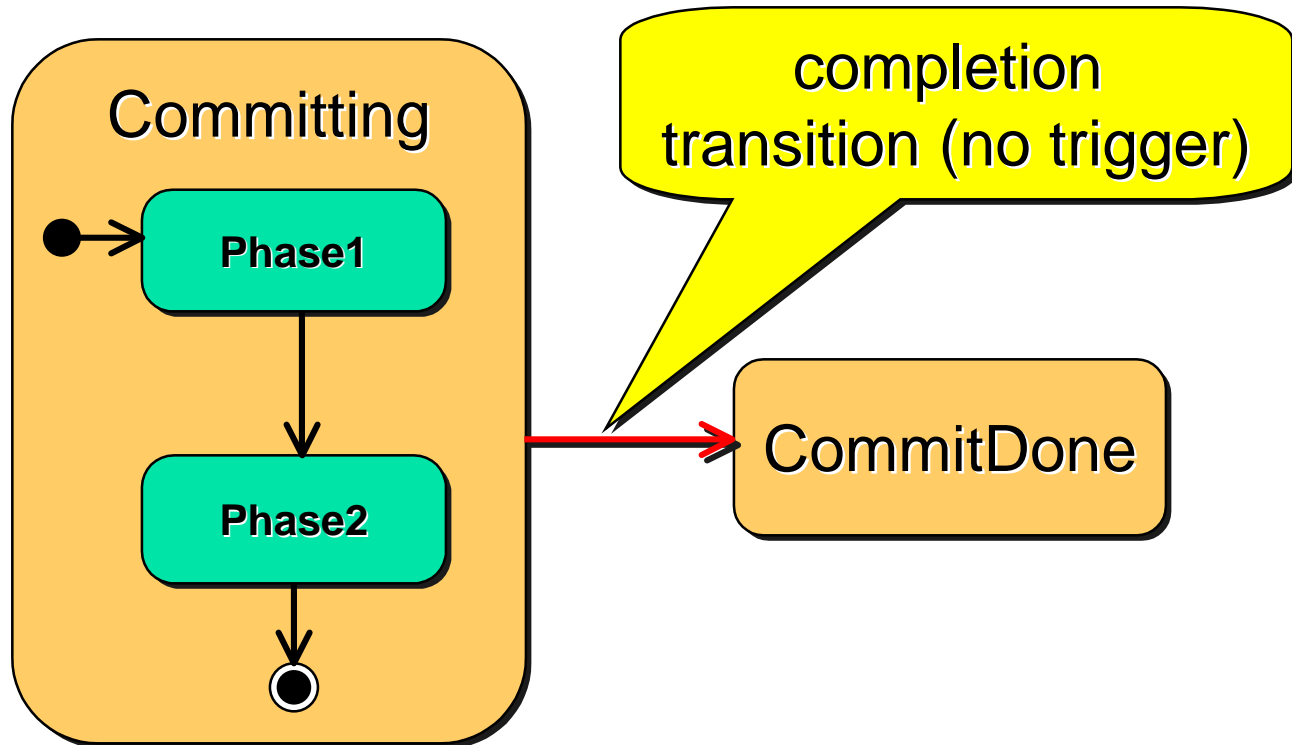 completion
transition (no trigger)
Committing
Phase1
Phase2
CommitDone